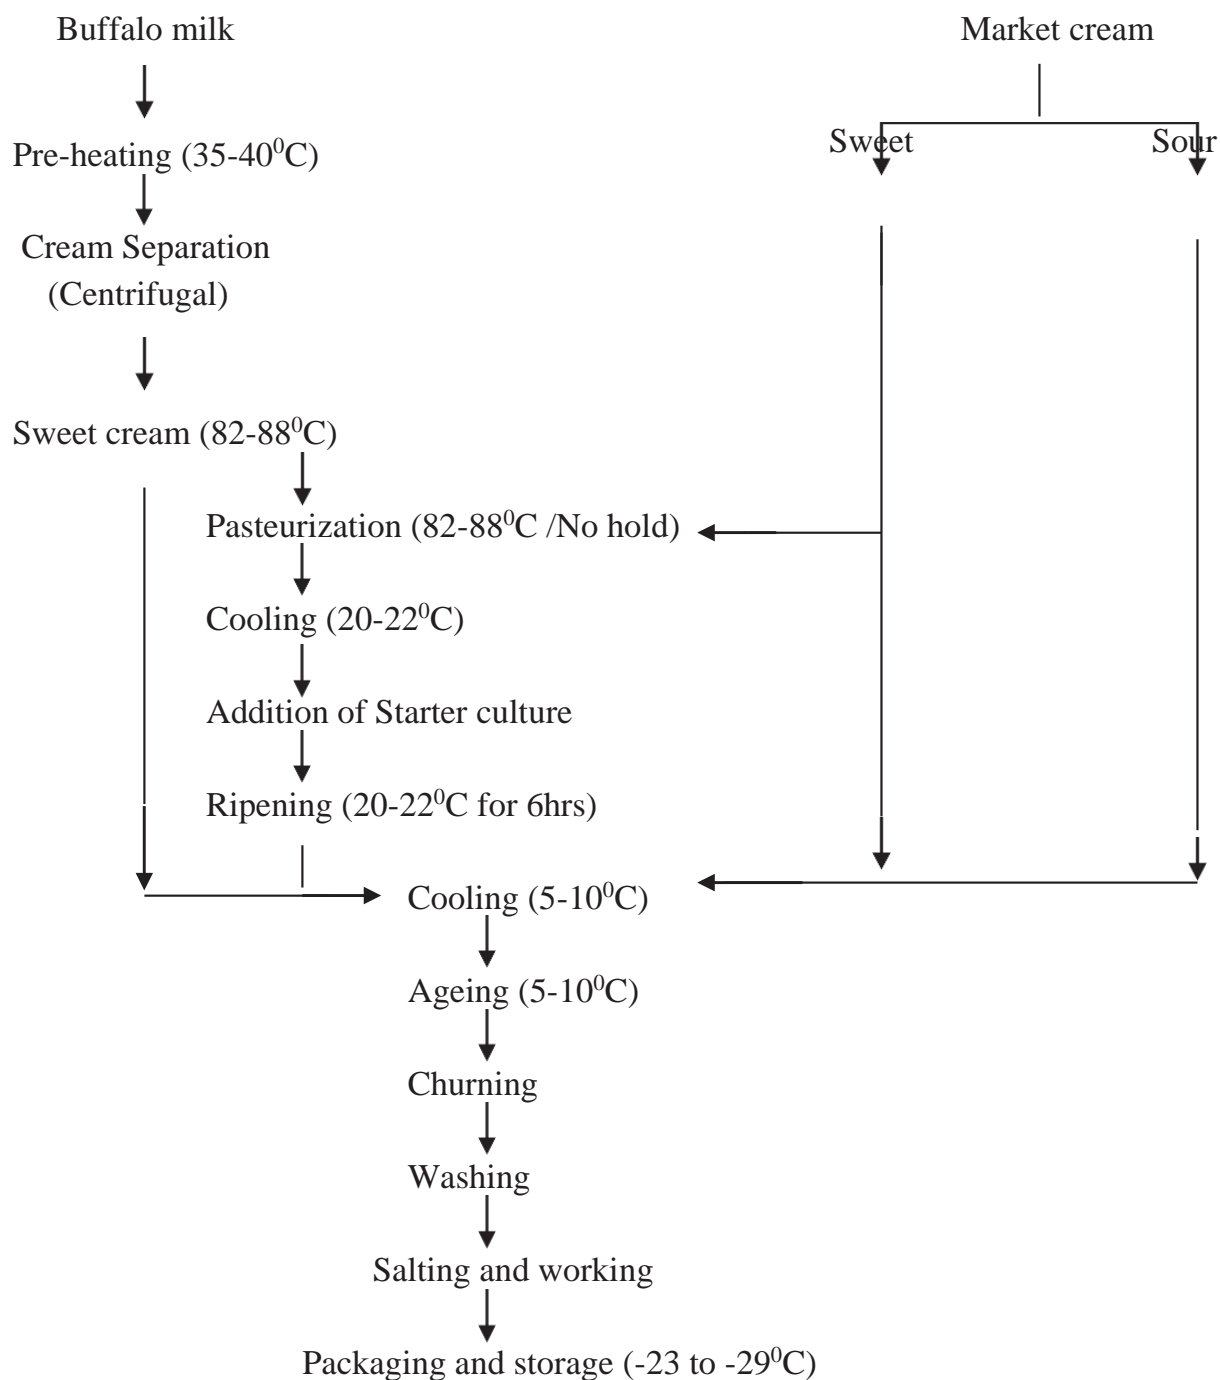 Buffalo milk
Market cream
Sweet
Sour
Pre-heating (35-40⁰C)
Cream Separation
(Centrifugal)
Sweet cream (82-88⁰C)
Pasteurization (82-88⁰C /No hold)
Cooling (20-22⁰C)
Addition of Starter culture
Ripening (20-22⁰C for 6hrs)
Cooling (5-10⁰C)
Ageing (5-10⁰C)
Churning
Washing
Salting and working
Packaging and storage (-23 to -29⁰C)